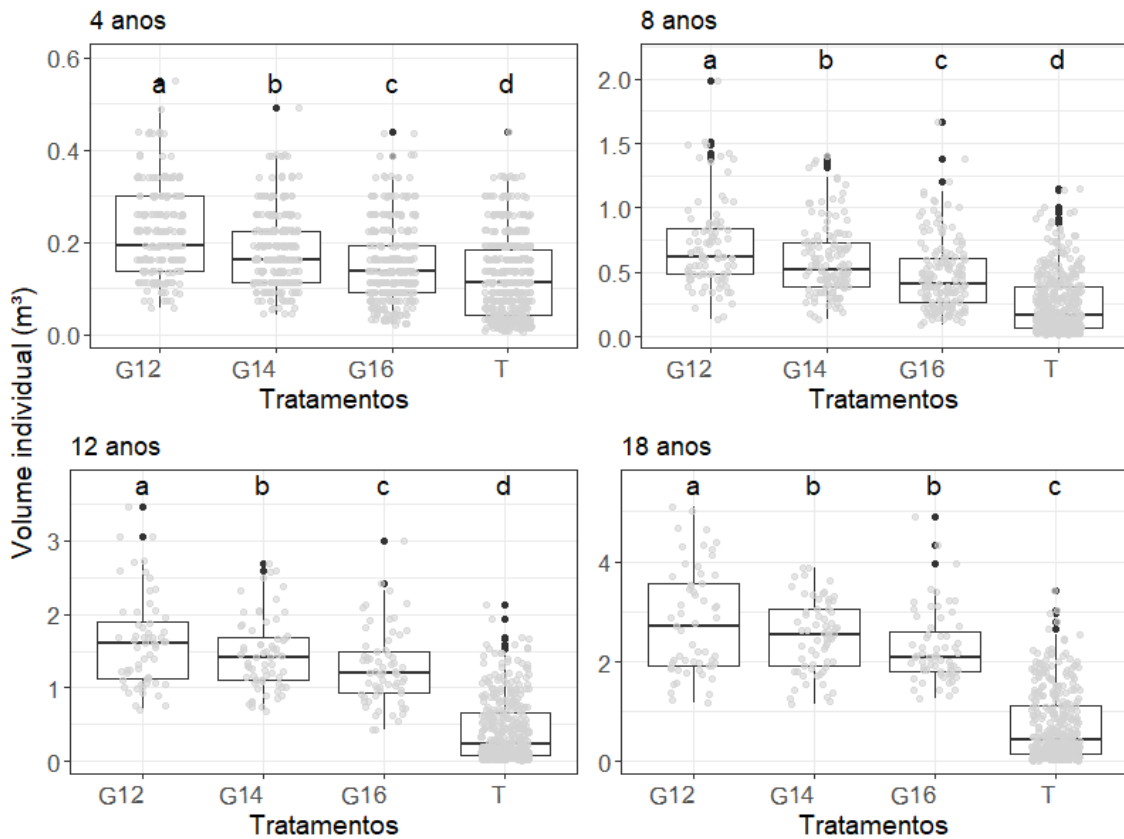 4 anos
8 anos
Volume individual (m³)
0.6
0.4
0.2
0.0
a b c d
G12 G14 G16 T
Tratamentos
2.0
1.5
1.0
0.5
0.0
a b c d
G12 G14 G16 T
Tratamentos
12 anos
18 anos
3
2
1
0
a b c d
G12 G14 G16 T
Tratamentos
4
2
0
a b b c
G12 G14 G16 T
Tratamentos